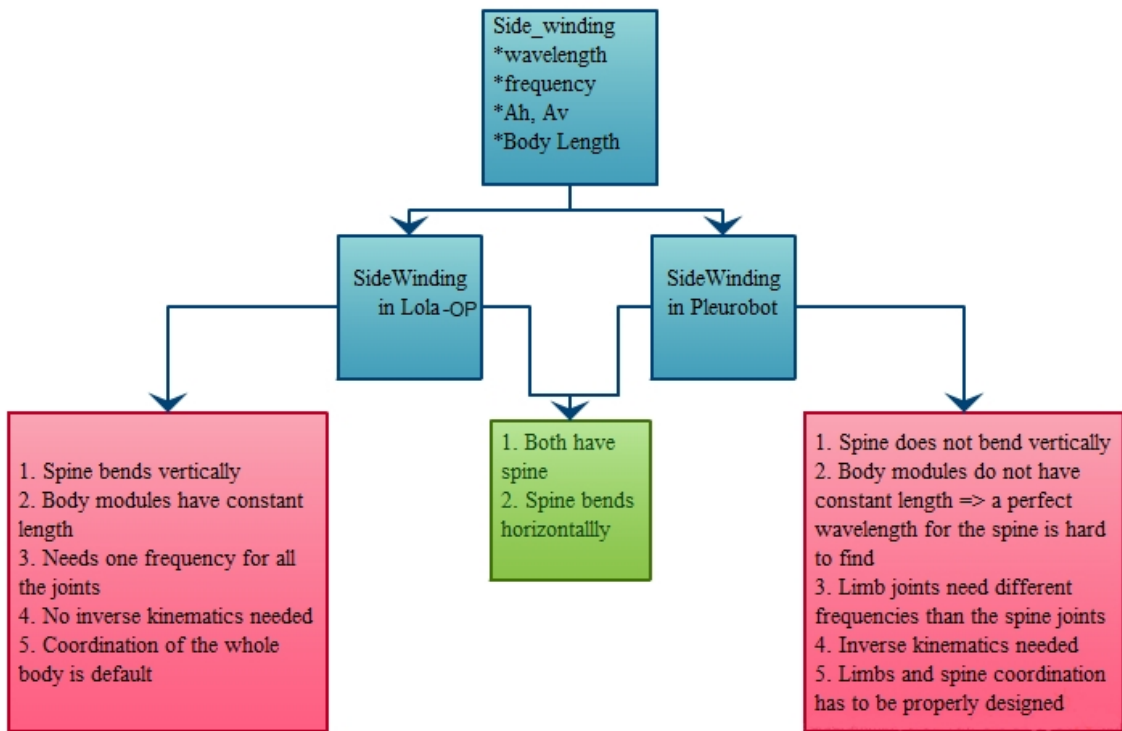 Side_winding
*wavelength
*frequency
*Ah, Av
*Body Length
SideWinding
in Lola-OP
SideWinding
in Pleurobot
1. Spine bends vertically
2. Body modules have constant
length
3. Needs one frequency for all
the joints
4. No inverse kinematics needed
5. Coordination of the whole
body is default
1. Both have
spine
2. Spine bends
horizontallly
1. Spine does not bend vertically
2. Body modules do not have
constant length => a perfect
wavelength for the spine is hard
to find
3. Limb joints need different
frequencies than the spine joints
4. Inverse kinematics needed
5. Limbs and spine coordination
has to be properly designed